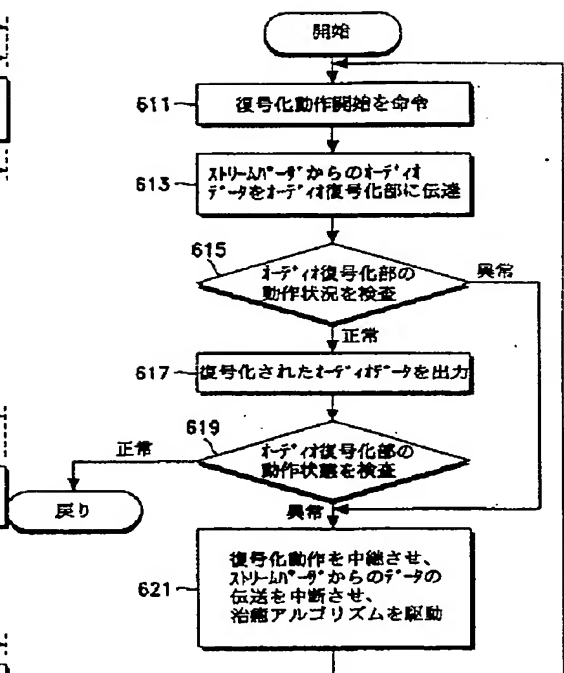 開始
611
復号化動作開始を命令
613
ストリームパーザからのオーディオ
データをオーディオ復号化部に伝達
615
オーディオ復号化部の
動作状況を検査
異常
正常
617
復号化されたオーディオデータを出力
619
オーディオ復号化部の
動作状態を検査
正常
戻り
異常
621
復号化動作を中継させ、
ストリームパーザからのデータの
伝送を中断させ、
治癒アルゴリズムを駆動